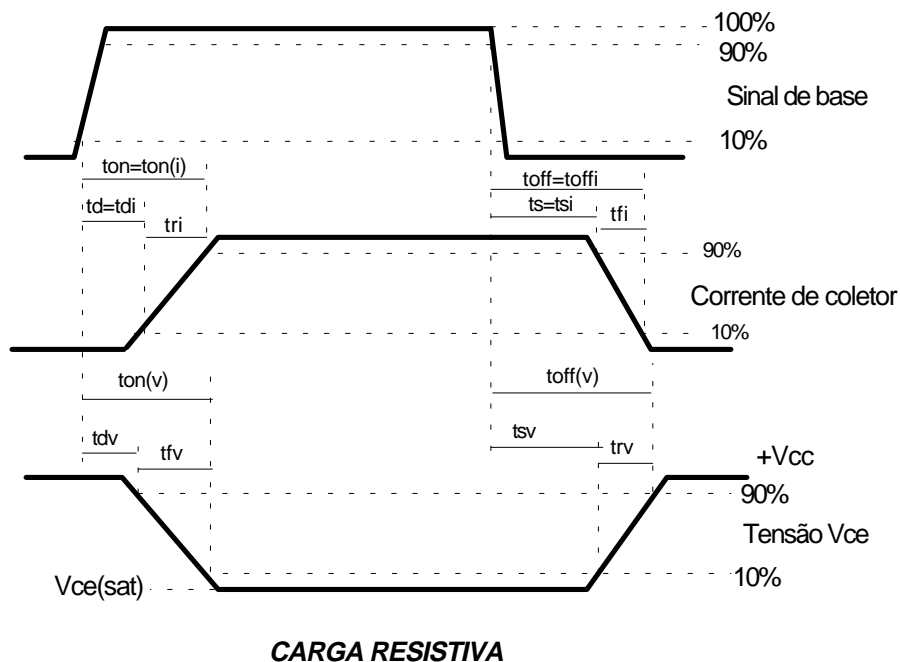 100%
90%
Sinal de base
10%
ton=ton(i)
toff=toffi
td=tdi
tri
ts=tsi
tfi
90%
Corrente de coletor
10%
ton(v)
toff(v)
tdv
tfv
tsv
trv
+Vcc
90%
Tensão Vce
10%
Vce(sat)
CARGA RESISTIVA